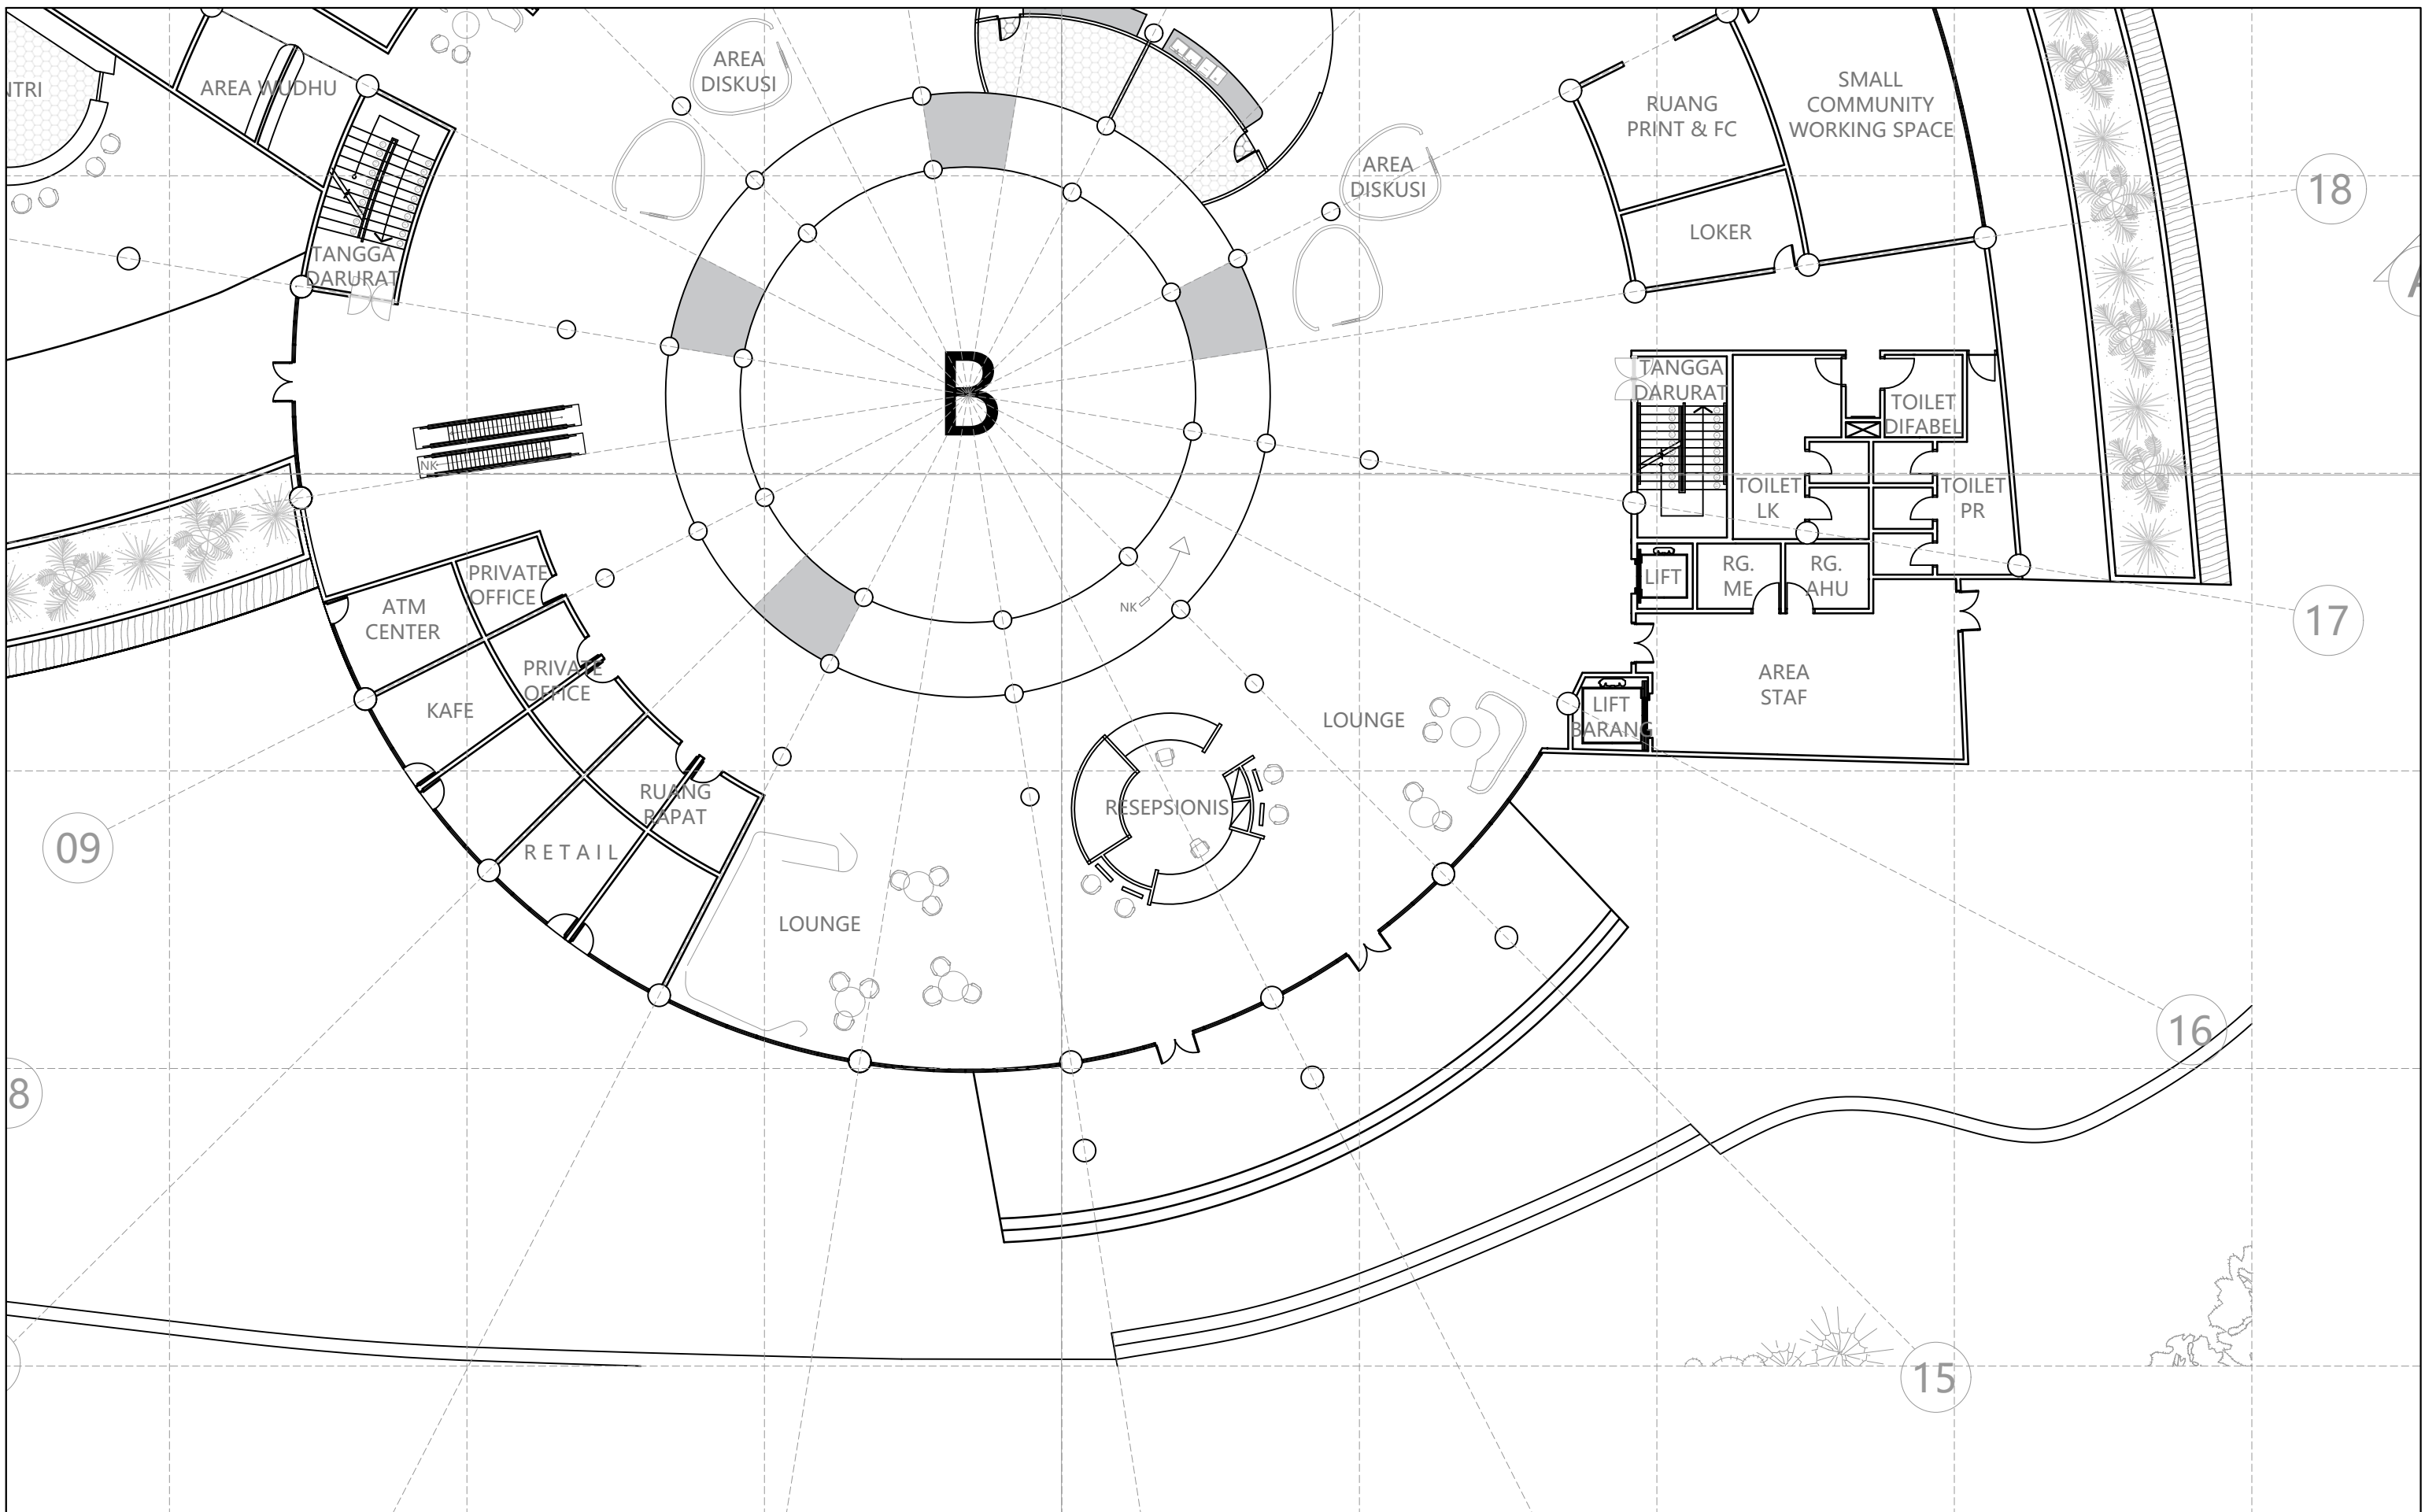 AREA
DISKUSI
NTRI
AREA WUDHU
RUANG
PRINT & FC
SMALL
COMMUNITY
WORKING SPACE
AREA
DISKUSI
18
LOKER
TANGGA
DARURAT
A
B
TANGGA
DARURAT
TOILET
DIFABEL
NK
TOILET
LK
TOILET
PR
PRIVATE
OFFICE
ATM
CENTER
LIFT
RG.
ME
RG.
AHU
NK
17
PRIVATE
OFFICE
KAFE
AREA
STAF
LOUNGE
LIFT
BARANG
RUANG
RAPAT
RESEPSIONIS
09
RETAIL
LOUNGE
16
8
15